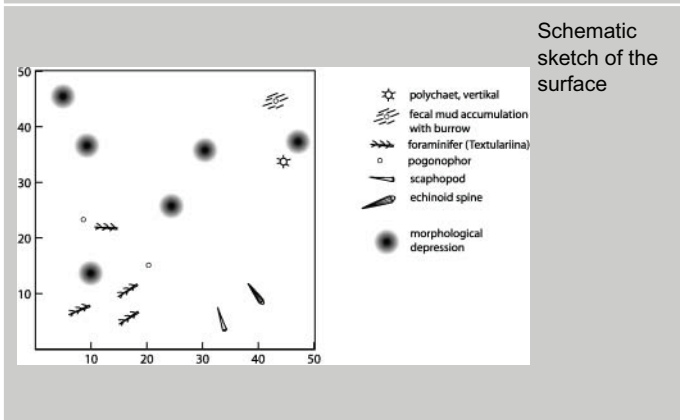 Schematic
sketch of the
surface
50
40
30
20
10
10 20 30 40 50
polychaet, vertikal
fecal mud accumulation
with burrow
foraminifer (Textulariina)
pogonophor
scaphopod
echinoid spine
morphological
depression